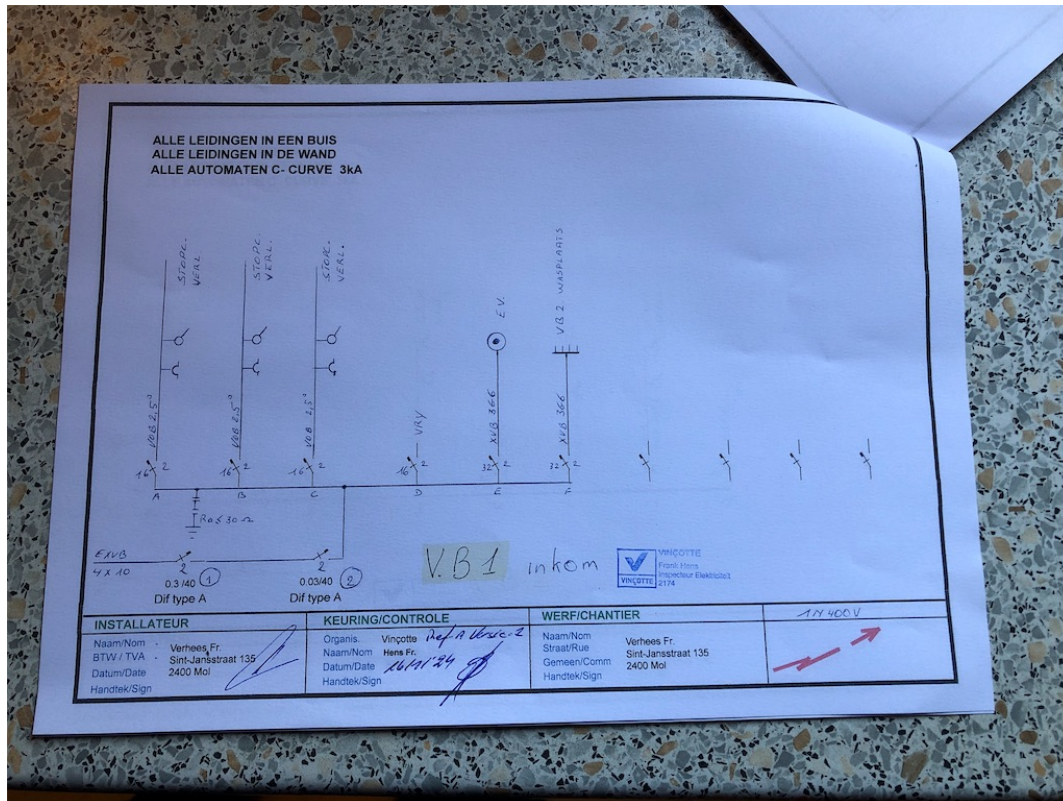 ALLE LEIDINGEN IN EEN BUIS
ALLE LEIDINGEN IN DE WAND
ALLE AUTOMATEN C- CURVE 3kA
STOPC.
VERL.
STOPC.
VERL.
STOPC.
VERL.
E.V.
VB 2 WASPLAATS
VOB 2,5²
VOB 2,5²
VOB 2,5²
VRY
XVB 3G6
XVB 3G6
16 2
16 2
16 2
16 2
32 2
32 2
A B C D E F
Ra ≤ 30 Ω
EXVB
4 x 10
2
2
0.3 /40 1
Dif type A
0.03/40 2
Dif type A
V.B 1 inkom
VINÇOTTE
VINÇOTTE
Frank Hens
Inspecteur Elektriciteit
2174
INSTALLATEUR
Naam/Nom Verhees Fr.
BTW / TVA Sint-Jansstraat 135
Datum/Date 2400 Mol
Handtek/Sign
KEURING/CONTROLE
Organis. Vinçotte
Naam/Nom Hens Fr.
Datum/Date
Handtek/Sign
WERF/CHANTIER
Naam/Nom Verhees Fr.
Straat/Rue Sint-Jansstraat 135
Gemeen/Comm 2400 Mol
Handtek/Sign
1N 400V